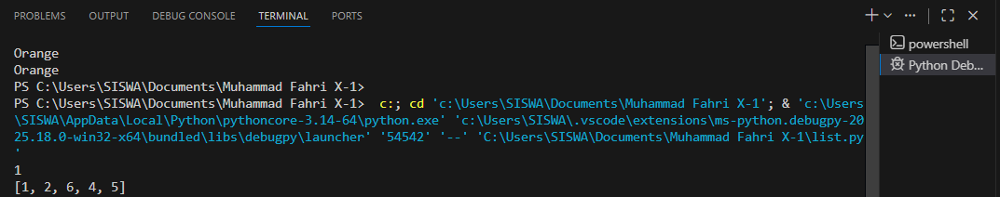 PROBLEMS OUTPUT DEBUG CONSOLE TERMINAL PORTS
Orange
Orange
PS C:\Users\SISWA\Documents\Muhammad Fahri X-1>
PS C:\Users\SISWA\Documents\Muhammad Fahri X-1>  c:; cd 'c:\Users\SISWA\Documents\Muhammad Fahri X-1'; & 'c:\Users
\SISWA\AppData\Local\Python\pythoncore-3.14-64\python.exe' 'c:\Users\SISWA\.vscode\extensions\ms-python.debugpy-20
25.18.0-win32-x64\bundled\libs\debugpy\launcher' '54542' '--' 'C:\Users\SISWA\Documents\Muhammad Fahri X-1\list.py
'
1
[1, 2, 6, 4, 5]
powershell
Python Deb...